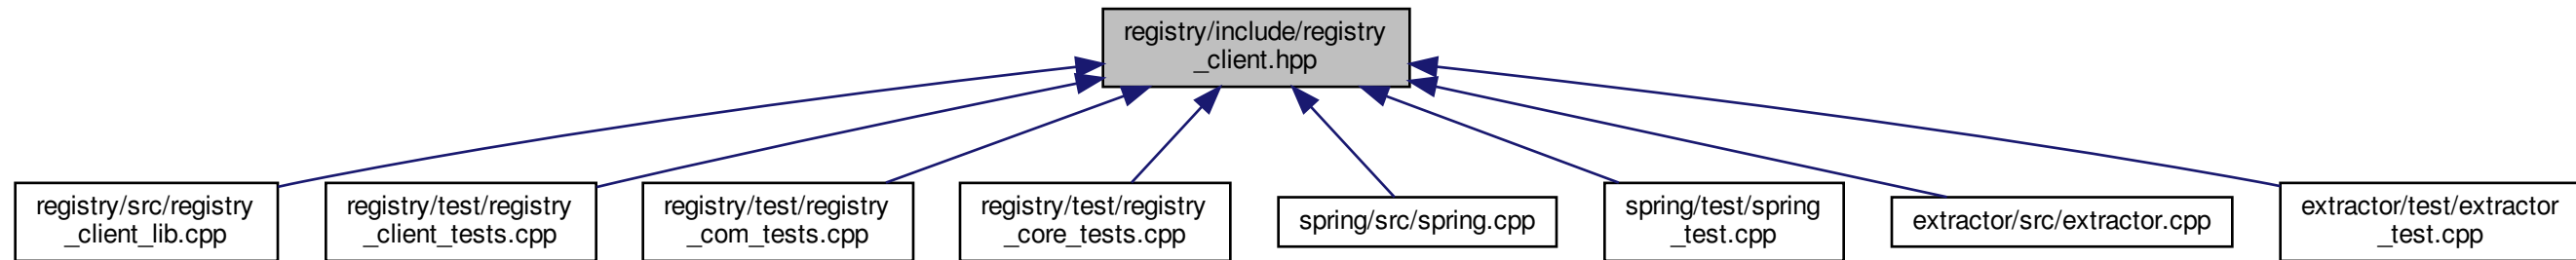 registry/include/registry
_client.hpp
registry/src/registry
_client_lib.cpp
registry/test/registry
_client_tests.cpp
registry/test/registry
_com_tests.cpp
registry/test/registry
_core_tests.cpp
spring/src/spring.cpp
spring/test/spring
_test.cpp
extractor/src/extractor.cpp
extractor/test/extractor
_test.cpp